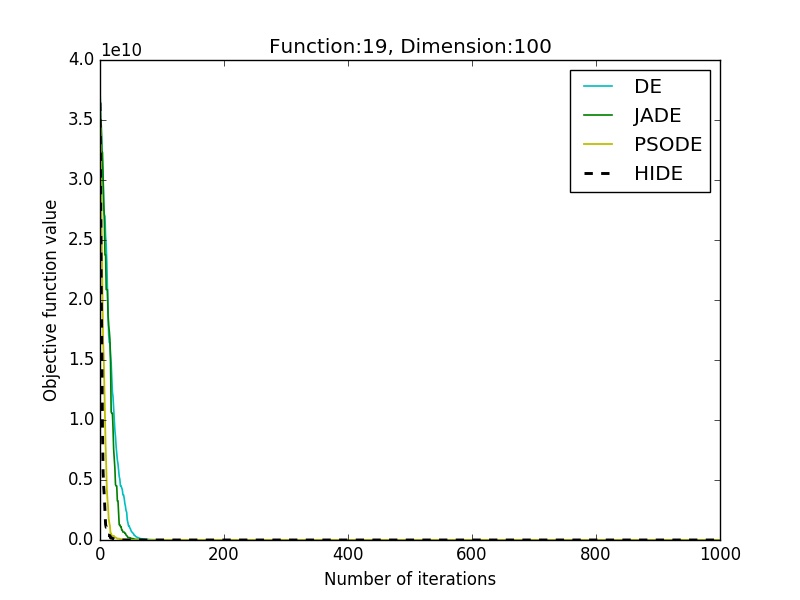 Function:19, Dimension:100
1e10
4.0
3.5
3.0
2.5
2.0
1.5
1.0
0.5
0.0
Objective function value
DE
JADE
PSODE
HIDE
0 200 400 600 800 1000
Number of iterations